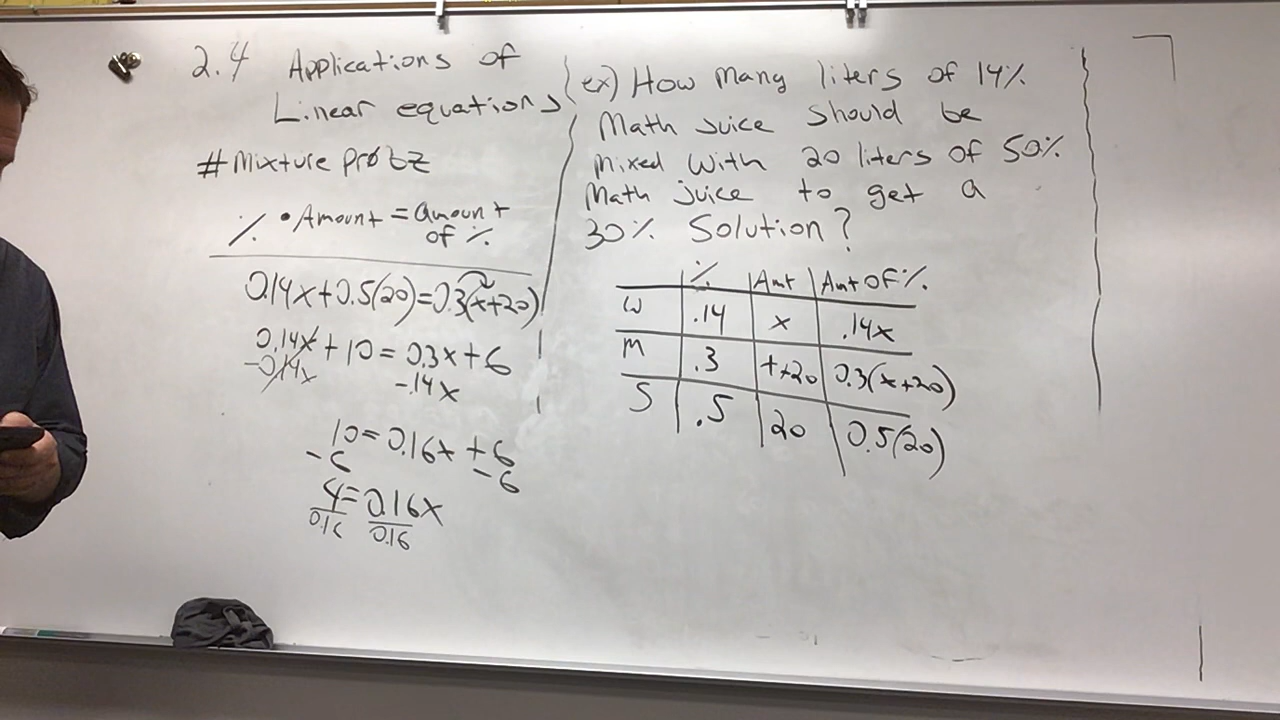 2.4 Applications of
Linear equations
#Mixture probz
% • Amount = amount
of %
0.14x+0.5(20)=0.3(x+20)
0.14x+10=0.3x+6
-0.14x -.14x
10=0.16x+6
-6 -6
4=0.16x
0.16 0.16
ex) How many liters of 14%
Math juice should be
mixed with 20 liters of 50%
Math juice to get a
30% Solution?
% Amt Amt OF %
W .14 x .14x
M .3 x+20 0.3(x+20)
S .5 20 0.5(20)